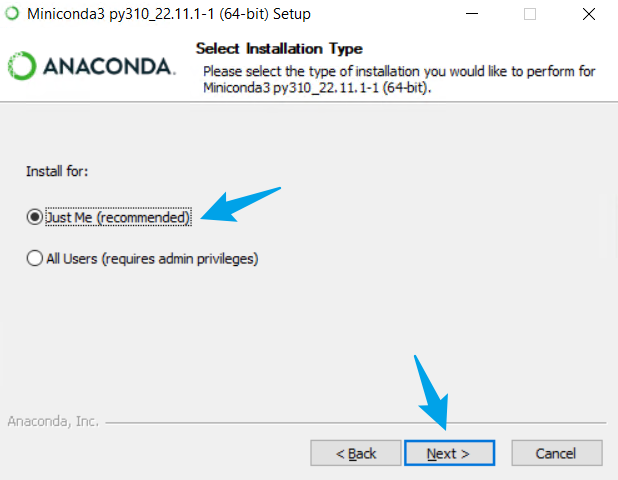 Miniconda3 py310_22.11.1-1 (64-bit) Setup
ANACONDA.
Select Installation Type
Please select the type of installation you would like to perform for
Miniconda3 py310_22.11.1-1 (64-bit).
Install for:
Just Me (recommended)
All Users (requires admin privileges)
Anaconda, Inc.
< Back Next > Cancel